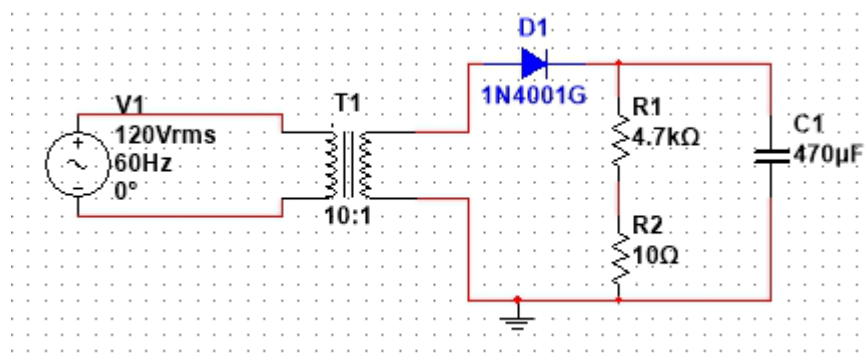 V1
120Vrms
60Hz
0°
T1
10:1
D1
1N4001G
R1
4.7kΩ
R2
10Ω
C1
470µF